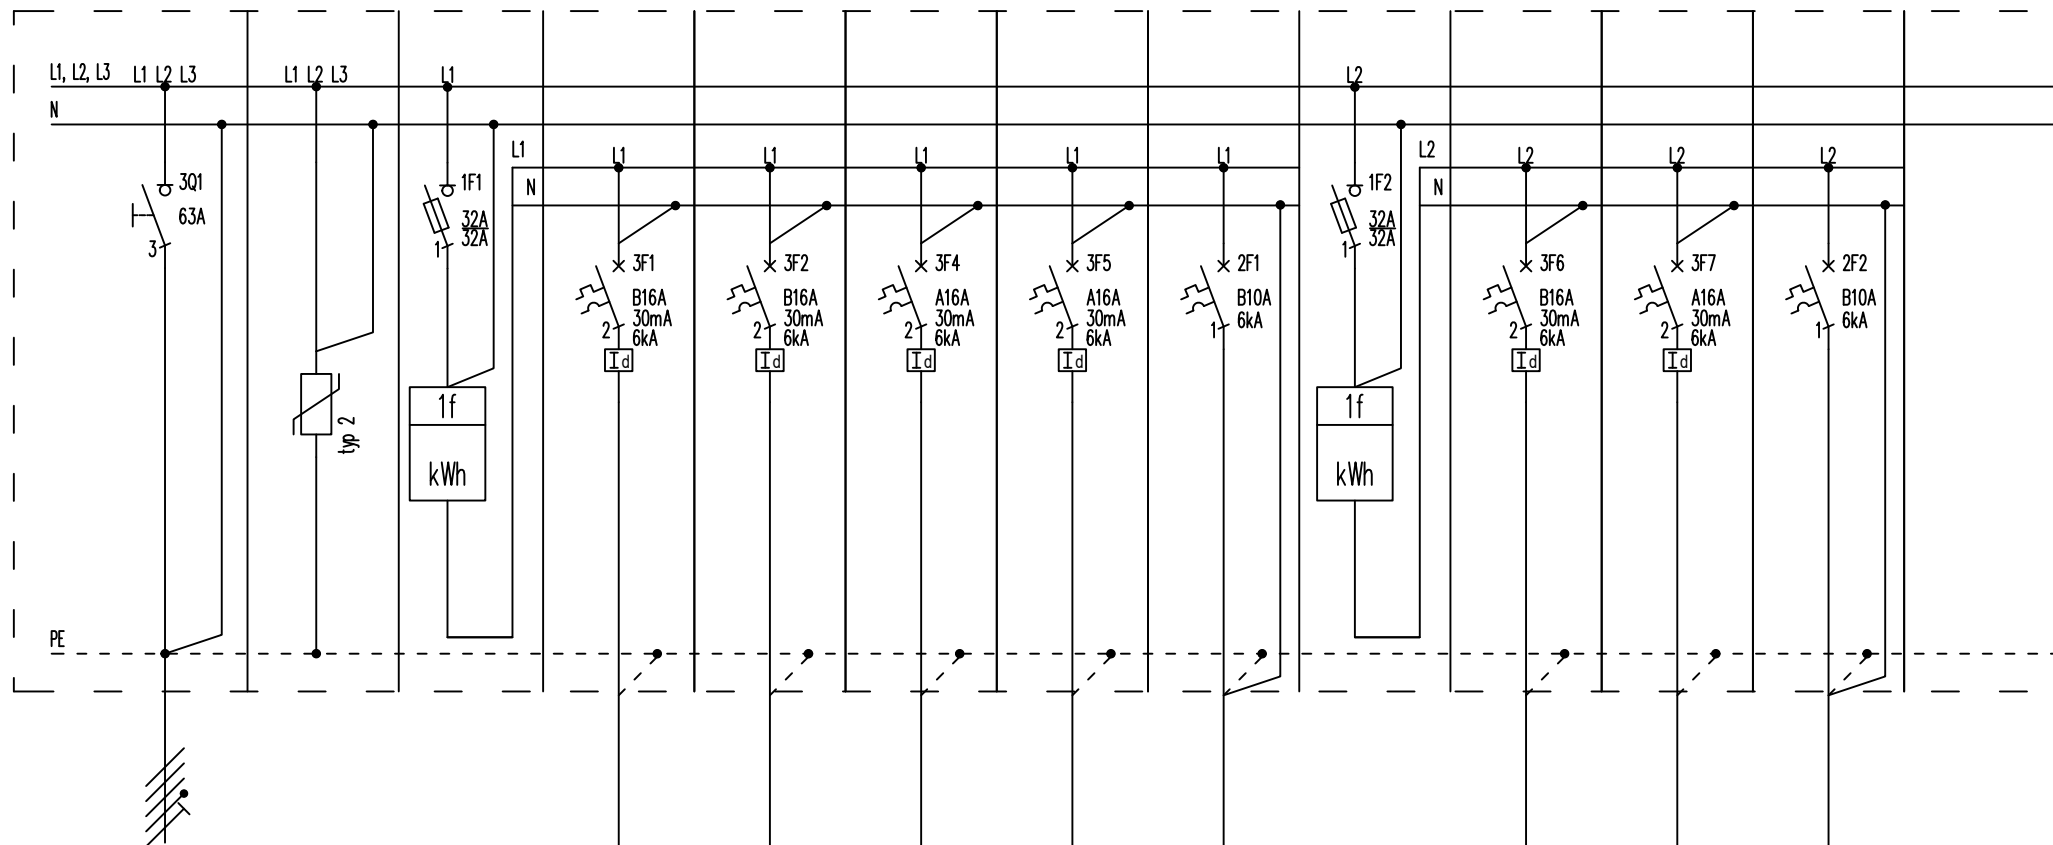 L1, L2, L3
L1 L2 L3
L1 L2 L3
L1
L2
N
L1
L1
L1
L1
L1
L1
L2
L2
L2
L2
N
N
3Q1
63A
3
1F1
32A
32A
1
1F2
32A
32A
1
3F1
B16A
30mA
6kA
2
Id
3F2
B16A
30mA
6kA
2
Id
3F4
A16A
30mA
6kA
2
Id
3F5
A16A
30mA
6kA
2
Id
2F1
B10A
6kA
1
3F6
B16A
30mA
6kA
2
Id
3F7
A16A
30mA
6kA
2
Id
2F2
B10A
6kA
1
typ 2
1f
kWh
1f
kWh
PE